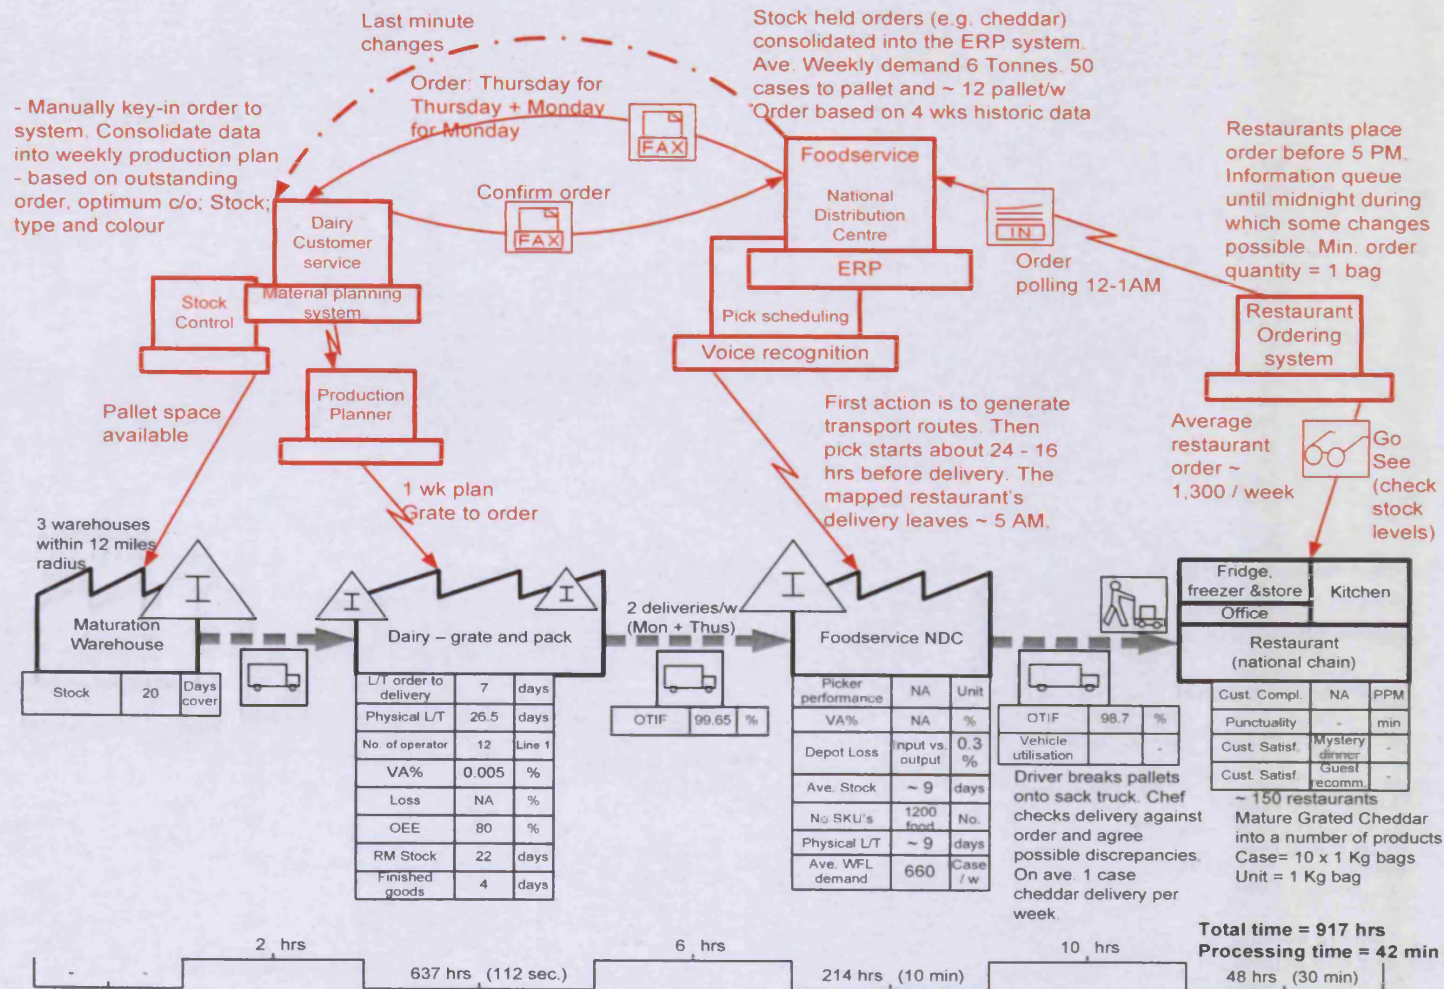 Last minute
changes
Stock held orders (e.g. cheddar)
consolidated into the ERP system.
Ave. Weekly demand 6 Tonnes. 50
cases to pallet and ~ 12 pallet/w
Order based on 4 wks historic data
Order: Thursday for
Thursday + Monday
for Monday
- Manually key-in order to
system. Consolidate data
into weekly production plan
- based on outstanding
order, optimum c/o; Stock;
type and colour
FAX
Confirm order
FAX
Dairy
Customer
service
Material planning
system
Stock
Control
Foodservice
National
Distribution
Centre
ERP
Pick scheduling
Voice recognition
IN
Order
polling 12-1AM
Restaurants place
order before 5 PM.
Information queue
until midnight during
which some changes
possible. Min. order
quantity = 1 bag
Restaurant
Ordering
system
Production
Planner
Pallet space
available
1 wk plan
Grate to order
First action is to generate
transport routes. Then
pick starts about 24 - 16
hrs before delivery. The
mapped restaurant's
delivery leaves ~ 5 AM.
Average
restaurant
order ~
1,300 / week
Go
See
(check
stock
levels)
3 warehouses
within 12 miles
radius
I
Maturation
Warehouse
Stock 20 Days cover
I
I
Dairy – grate and pack
L/T order to delivery 7 days
Physical L/T 26.5 days
No. of operator 12 Line 1
VA% 0.005 %
Loss NA %
OEE 80 %
RM Stock 22 days
Finished goods 4 days
2 deliveries/w
(Mon + Thus)
OTIF 99.65 %
I
Foodservice NDC
Picker performance NA Unit
VA% NA %
Depot Loss Input vs. output 0.3 %
Ave. Stock ~ 9 days
No SKU's 1200 food No.
Physical L/T ~ 9 days
Ave. WFL demand 660 Case / w
OTIF 98.7 %
Vehicle utilisation -
Driver breaks pallets
onto sack truck. Chef
checks delivery against
order and agree
possible discrepancies.
On ave. 1 case
cheddar delivery per
week.
Fridge,
freezer &store
Kitchen
Office
Restaurant
(national chain)
Cust. Compl. NA PPM
Punctuality - min
Cust. Satisf. Mystery dinner -
Cust. Satisf. Guest recomm. -
~ 150 restaurants
Mature Grated Cheddar
into a number of products
Case= 10 x 1 Kg bags
Unit = 1 Kg bag
Total time = 917 hrs
Processing time = 42 min
- -
2 hrs
637 hrs (112 sec.)
6 hrs
214 hrs (10 min)
10 hrs
48 hrs (30 min)